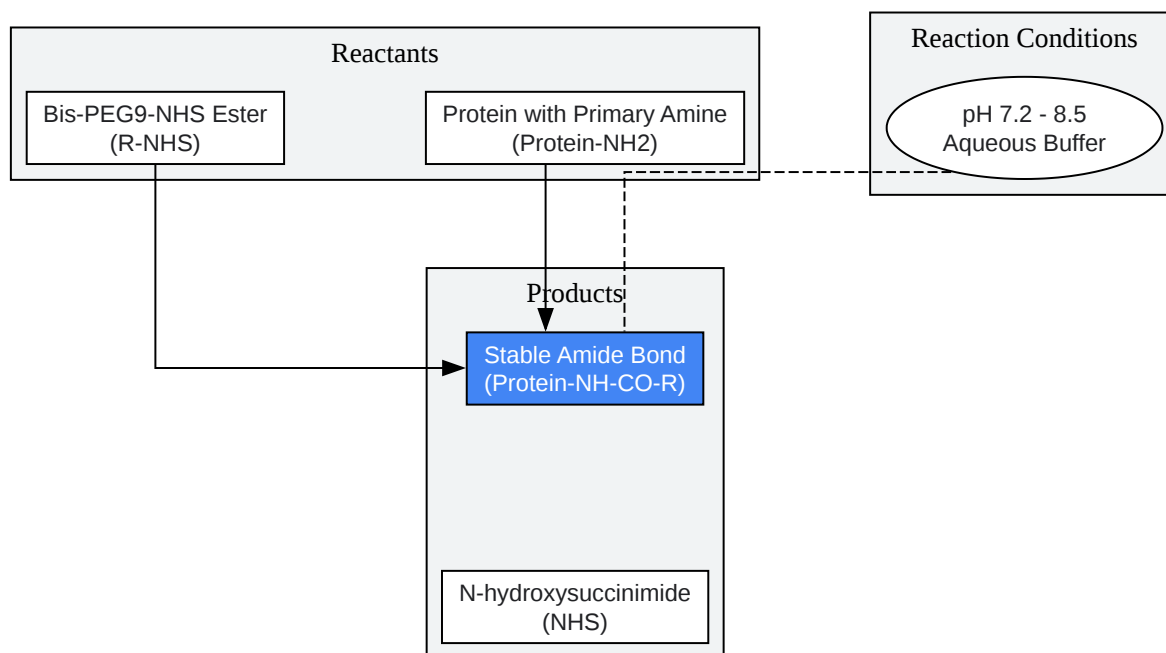 Reactants
Bis-PEG9-NHS Ester
(R-NHS)
Protein with Primary Amine
(Protein-NH2)
Reaction Conditions
pH 7.2 - 8.5
Aqueous Buffer
Products
Stable Amide Bond
(Protein-NH-CO-R)
N-hydroxysuccinimide
(NHS)